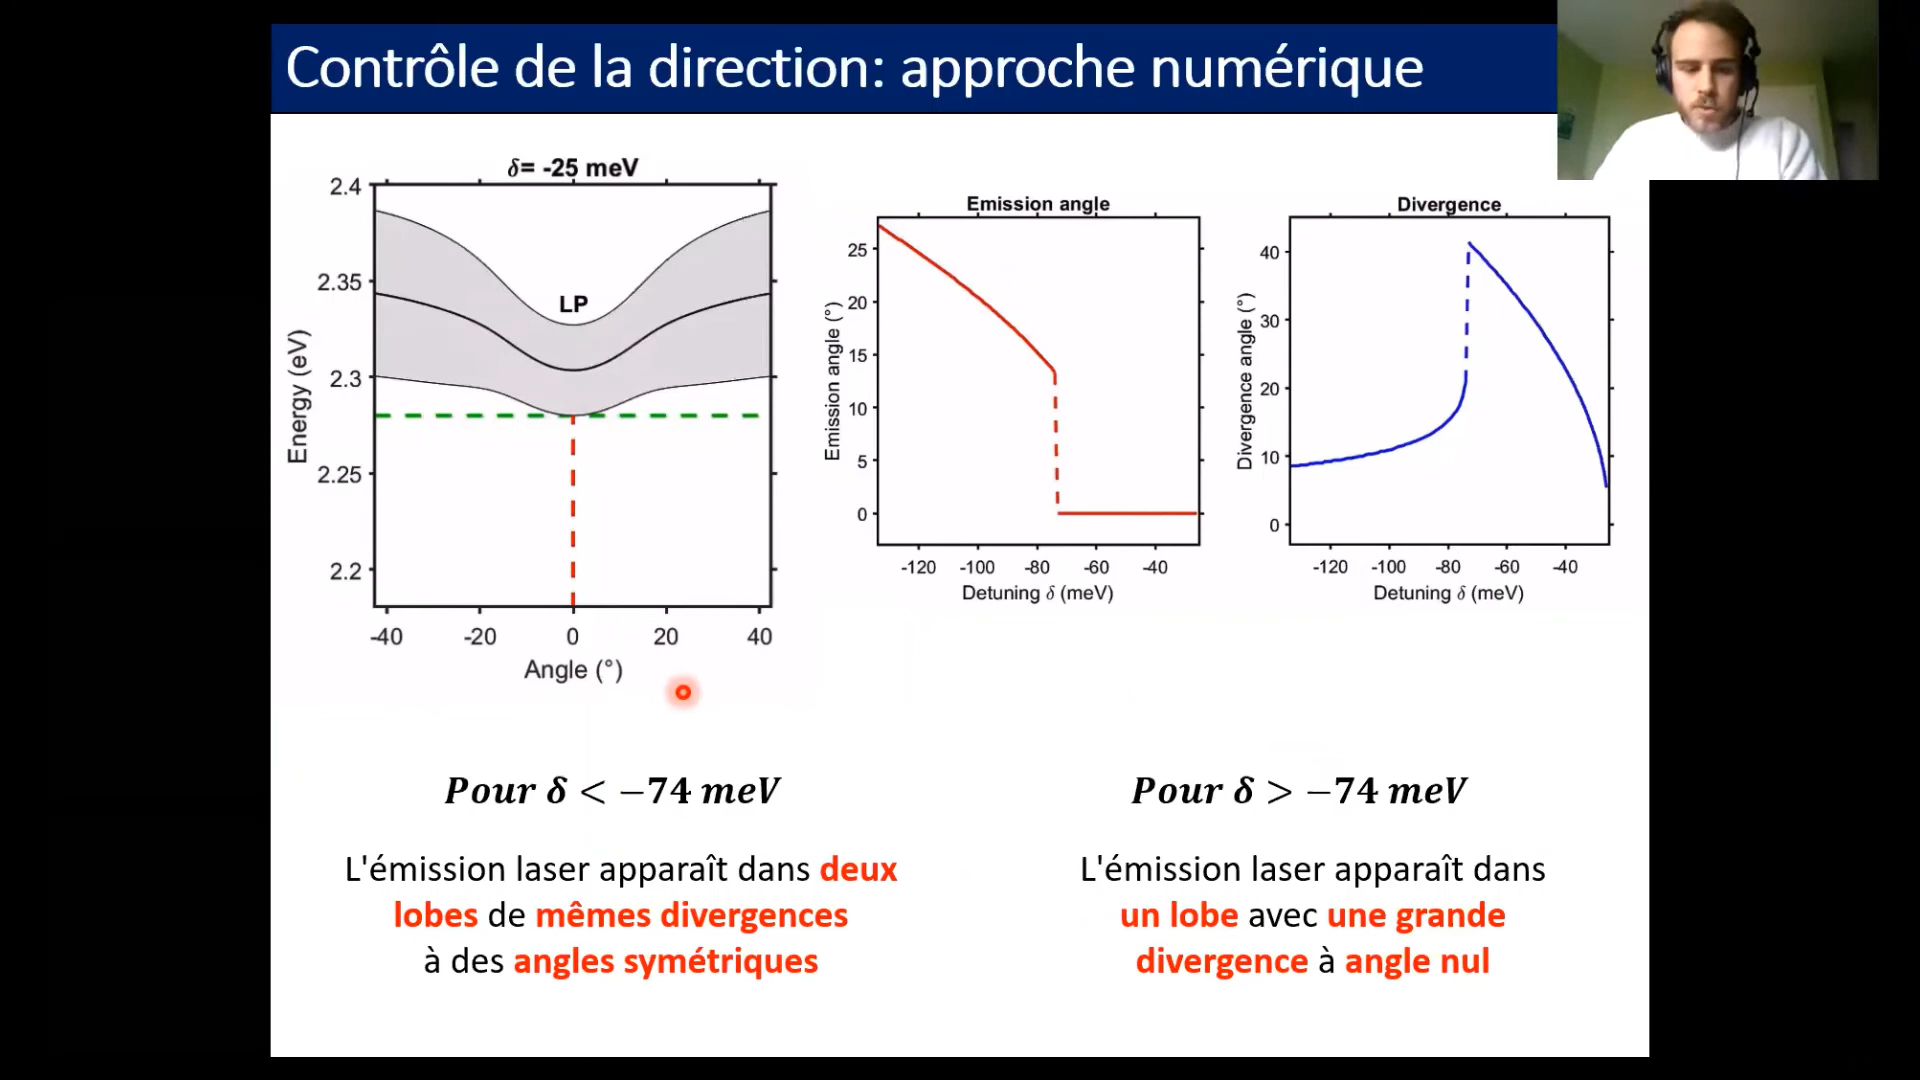 Contrôle de la direction: approche numérique
δ= -25 meV
2.4
2.35
2.3
2.25
2.2
Energy (eV)
LP
-40 -20 0 20 40
Angle (°)
Emission angle
25
20
15
10
5
0
Emission angle (°)
-120 -100 -80 -60 -40
Detuning δ (meV)
Divergence
40
30
20
10
0
Divergence angle (°)
-120 -100 -80 -60 -40
Detuning δ (meV)
Pour δ < −74 meV
L'émission laser apparaît dans deux
lobes de mêmes divergences
à des angles symétriques
Pour δ > −74 meV
L'émission laser apparaît dans
un lobe avec une grande
divergence à angle nul